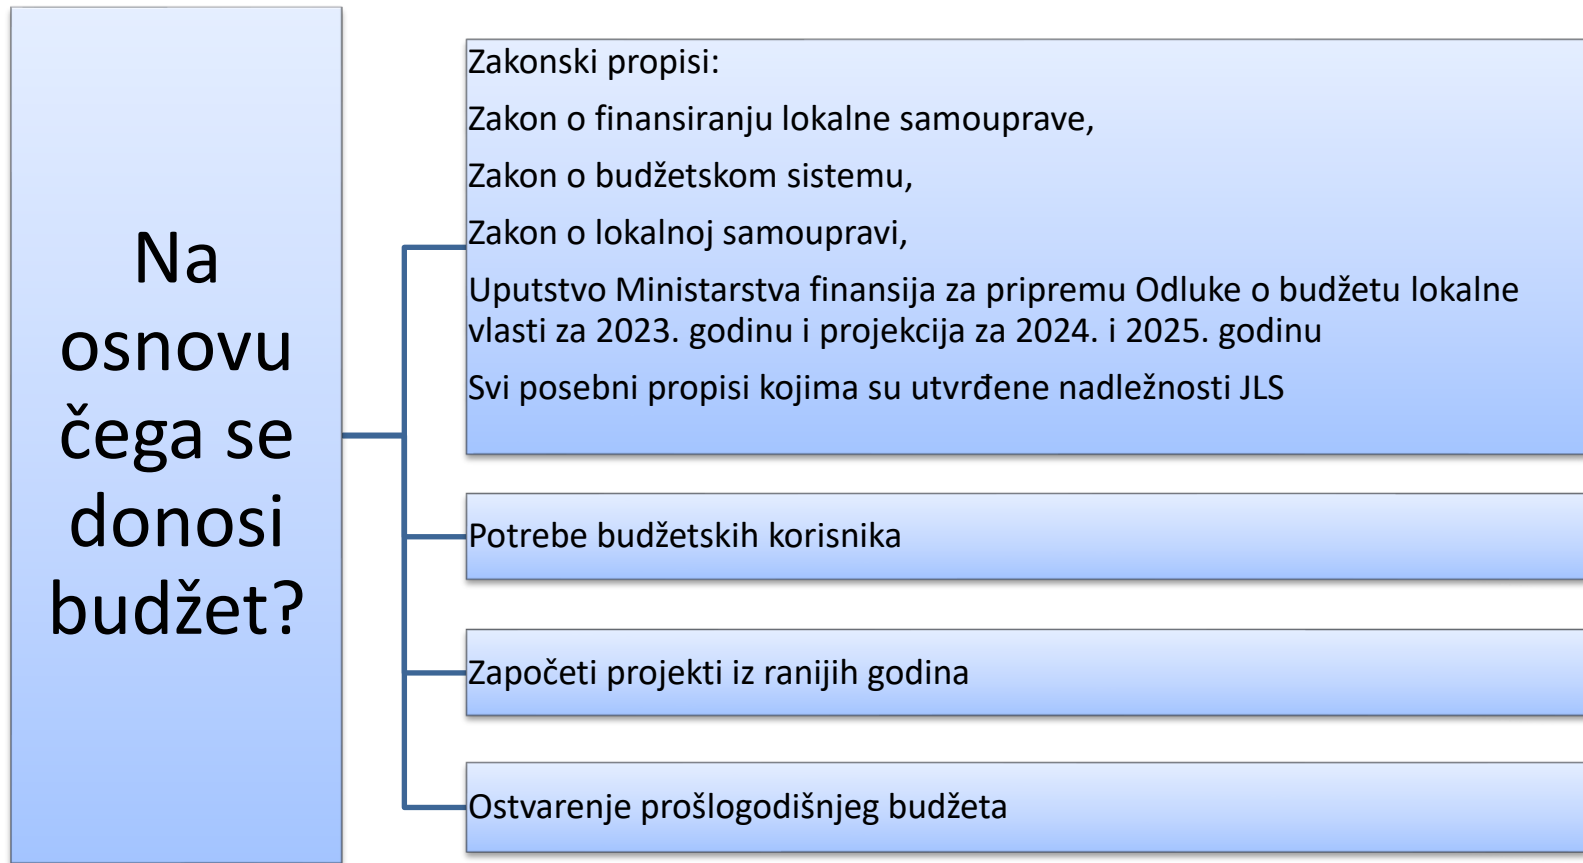 Na
osnovu
čega se
donosi
budžet?
Zakonski propisi:
Zakon o finansiranju lokalne samouprave,
Zakon o budžetskom sistemu,
Zakon o lokalnoj samoupravi,
Uputstvo Ministarstva finansija za pripremu Odluke o budžetu lokalne
vlasti za 2023. godinu i projekcija za 2024. i 2025. godinu
Svi posebni propisi kojima su utvrđene nadležnosti JLS
Potrebe budžetskih korisnika
Započeti projekti iz ranijih godina
Ostvarenje prošlogodišnjeg budžeta